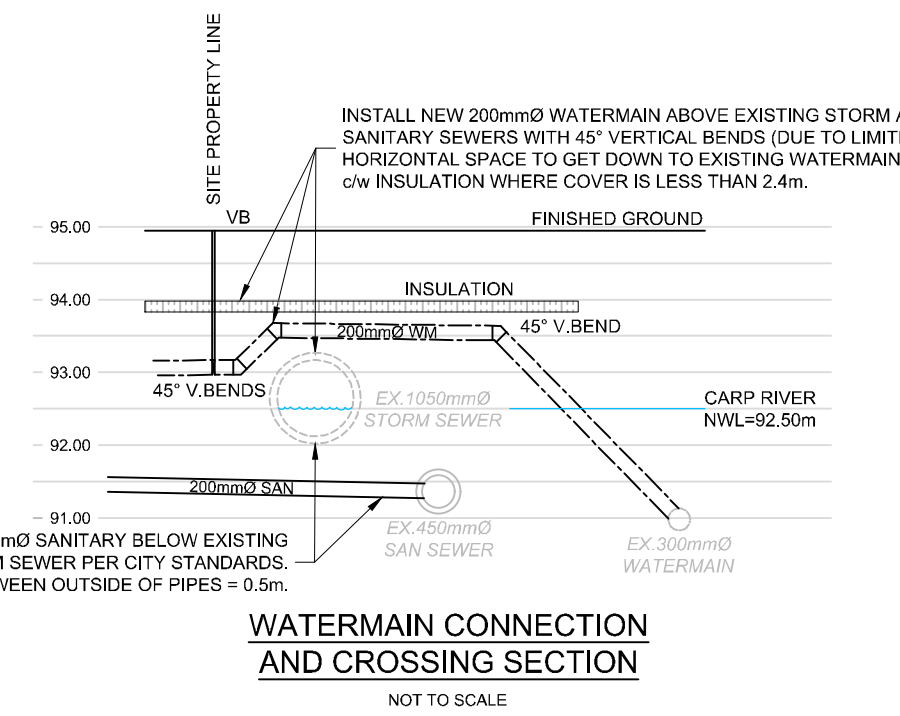 SITE PROPERTY LINE
INSTALL NEW 200mmØ WATERMAIN ABOVE EXISTING STORM
SANITARY SEWERS WITH 45° VERTICAL BENDS (DUE TO
HORIZONTAL SPACE TO GET DOWN TO EXISTING WATERMAIN
c/w INSULATION WHERE COVER IS LESS THAN 2.4m.
VB
FINISHED GROUND
95.00
INSULATION
94.00
45° V.BEND
200mmØ WM
93.00
45° V.BENDS
EX.1050mmØ
STORM SEWER
CARP RIVER
NWL=92.50m
92.00
200mmØ SAN
91.00
EX.450mmØ
SAN SEWER
EX.300mmØ
WATERMAIN
mØ SANITARY BELOW EXISTING
M SEWER PER CITY STANDARDS.
WEEN OUTSIDE OF PIPES = 0.5m.
WATERMAIN CONNECTION
AND CROSSING SECTION
NOT TO SCALE